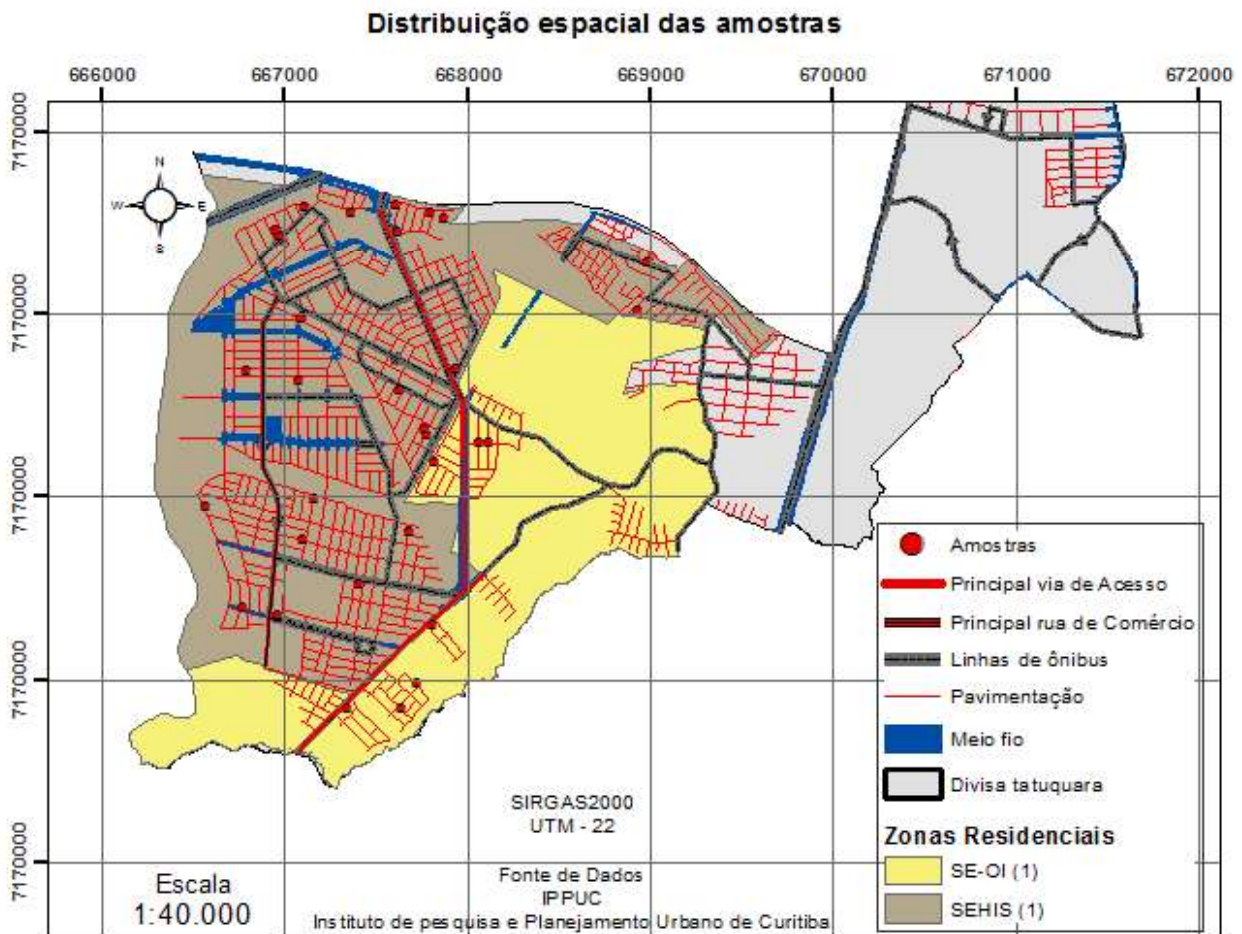 Distribuição espacial das amostras
666000 667000 668000 669000 670000 671000 672000
7170000
7170000
7170000
7170000
7170000
N
W E
S
Amostras
Principal via de Acesso
Principal rua de Comércio
Linhas de ônibus
Pavimentação
Meio fio
Divisa tatuquara
Zonas Residenciais
SE-OI (1)
SEHIS (1)
SIRGAS2000
UTM - 22
Escala
1:40.000
Fonte de Dados
IPPUC
Instituto de pesquisa e Planejamento Urbano de Curitiba